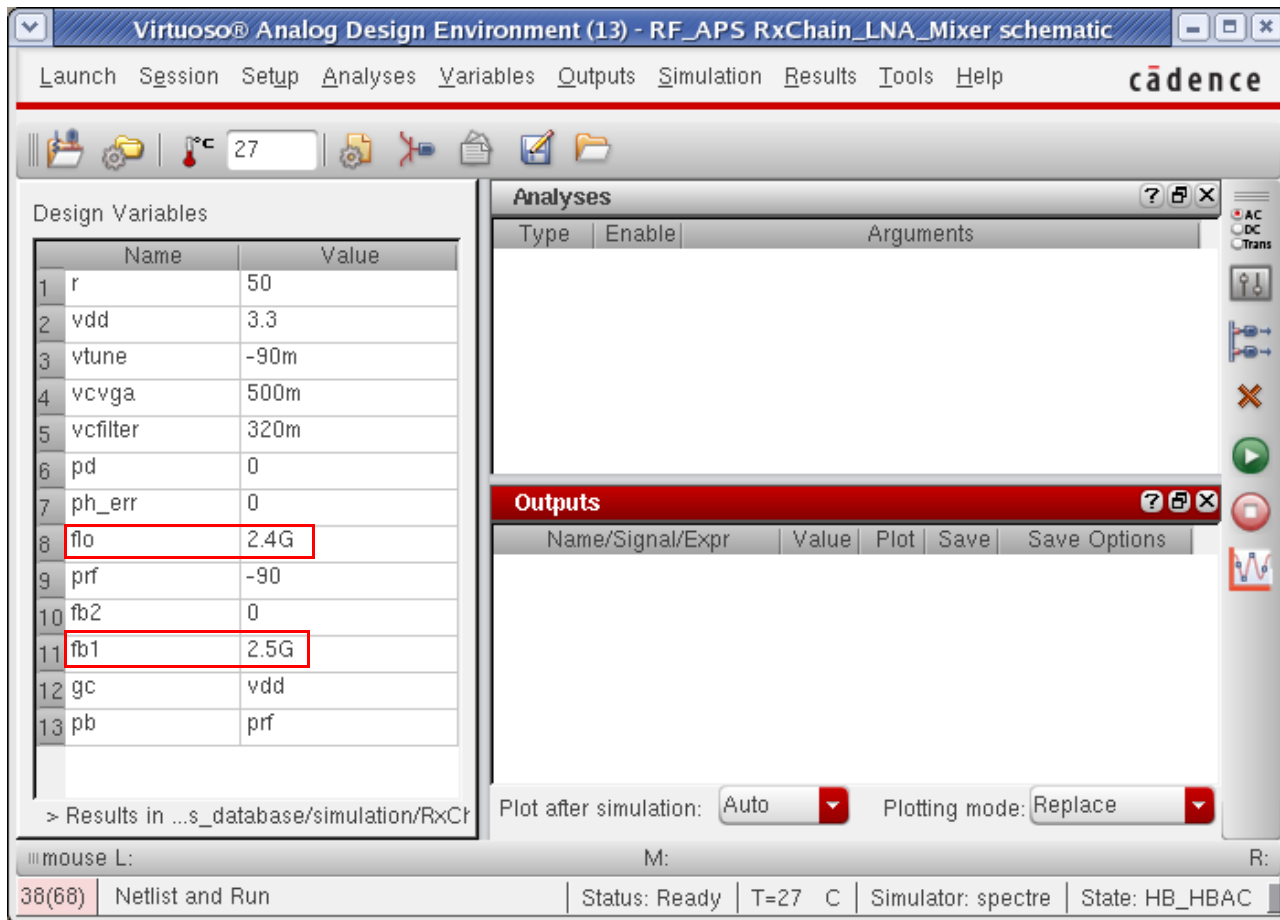 Virtuoso® Analog Design Environment (13) - RF_APS RxChain_LNA_Mixer schematic
Launch Session Setup Analyses Variables Outputs Simulation Results Tools Help cādence
°C 27
Design Variables
Name Value
1 r 50
2 vdd 3.3
3 vtune -90m
4 vcvga 500m
5 vcfilter 320m
6 pd 0
7 ph_err 0
8 flo 2.4G
9 prf -90
10 fb2 0
11 fb1 2.5G
12 gc vdd
13 pb prf
> Results in ...s_database/simulation/RxCh
Analyses ?
Type Enable Arguments
AC
DC
Trans
Outputs ?
Name/Signal/Expr Value Plot Save Save Options
Plot after simulation: Auto Plotting mode: Replace
mouse L: M: R:
38(68) Netlist and Run Status: Ready T=27 C Simulator: spectre State: HB_HBAC